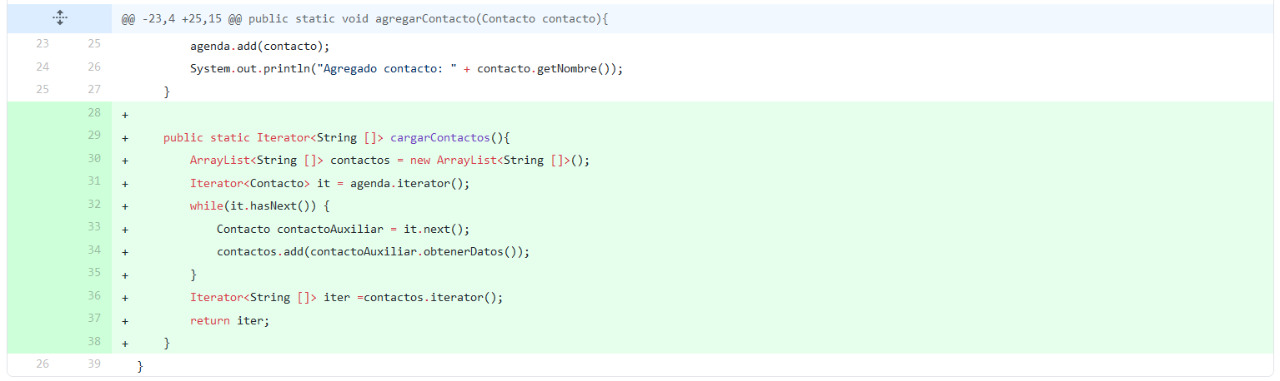 @@ -23,4 +25,15 @@ public static void agregarContacto(Contacto contacto){
23 25 agenda.add(contacto);
24 26 System.out.println("Agregado contacto: " + contacto.getNombre());
25 27 }
28 +
29 + public static Iterator<String []> cargarContactos(){
30 + ArrayList<String []> contactos = new ArrayList<String []>();
31 + Iterator<Contacto> it = agenda.iterator();
32 + while(it.hasNext()) {
33 + Contacto contactoAuxiliar = it.next();
34 + contactos.add(contactoAuxiliar.obtenerDatos());
35 + }
36 + Iterator<String []> iter =contactos.iterator();
37 + return iter;
38 + }
26 39 }